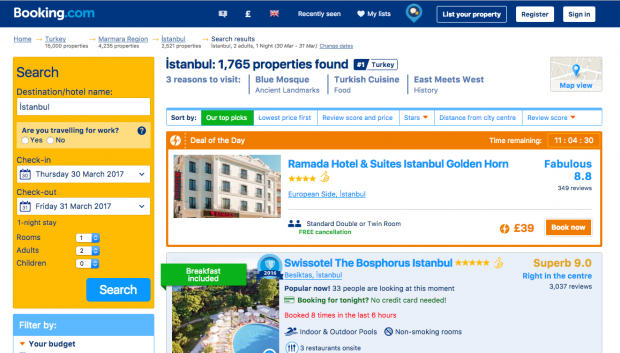 Booking.com
£
Recently seen
My lists
List your property
Register
Sign in
Home → Turkey → Marmara Region → İstanbul → Search results
15,000 properties 4,235 properties 2,521 properties İstanbul, 2 adults, 1 Night (30 Mar - 31 Mar) Change dates
Search
Destination/hotel name:
İstanbul
Are you travelling for work? ?
Yes No
Check-in
31 Thursday 30 March 2017
Check-out
31 Friday 31 March 2017
1-night stay
Rooms 1
Adults 2
Children 0
Search
Filter by:
Your budget
İstanbul: 1,765 properties found #1 Turkey
3 reasons to visit: Blue Mosque Turkish Cuisine East Meets West
Ancient Landmarks Food History
Map view
Sort by: Our top picks Lowest price first Review score and price Stars Distance from city centre Review score
Deal of the Day Time remaining: 11 : 04 : 30
Ramada Hotel & Suites Istanbul Golden Horn
Fabulous
8.8
349 reviews
European Side, İstanbul
Standard Double or Twin Room
FREE cancellation
£39 Book now
Breakfast
included
2016
Swissotel The Bosphorus Istanbul
Superb 9.0
Besiktas, İstanbul
Right in the centre
Popular now! 33 people are looking at this moment
3,037 reviews
Booking for tonight? No credit card needed!
Booked 8 times in the last 6 hours
Indoor & Outdoor Pools Non-smoking rooms
3 restaurants onsite